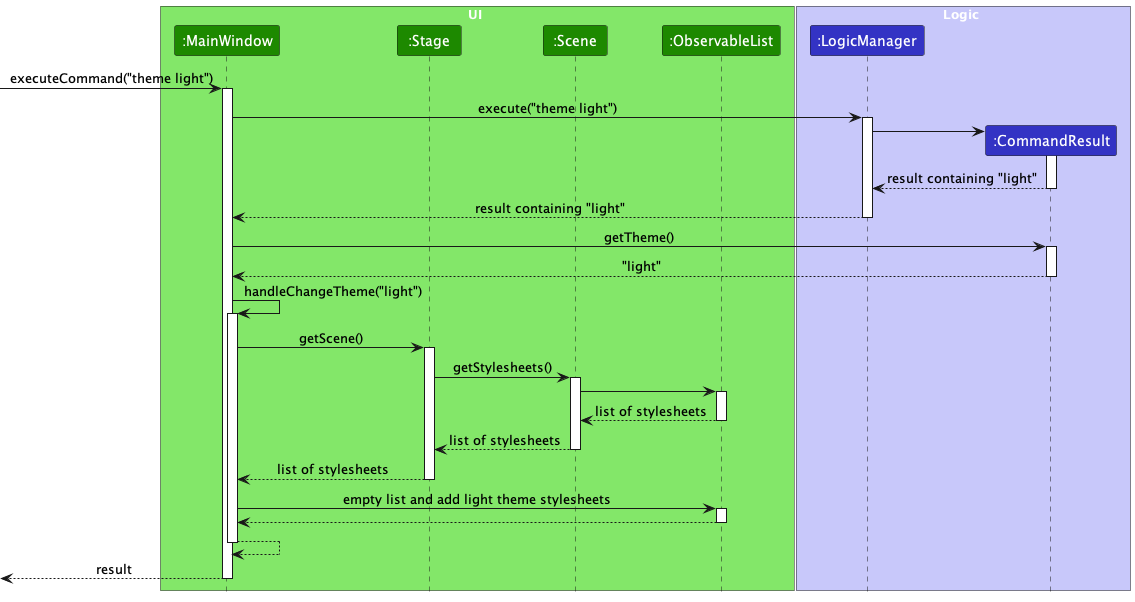 UI
Logic
:MainWindow
:Stage
:Scene
:ObservableList
:LogicManager
executeCommand("theme light")
execute("theme light")
:CommandResult
result containing "light"
result containing "light"
getTheme()
"light"
handleChangeTheme("light")
getScene()
getStylesheets()
list of stylesheets
list of stylesheets
list of stylesheets
empty list and add light theme stylesheets
result